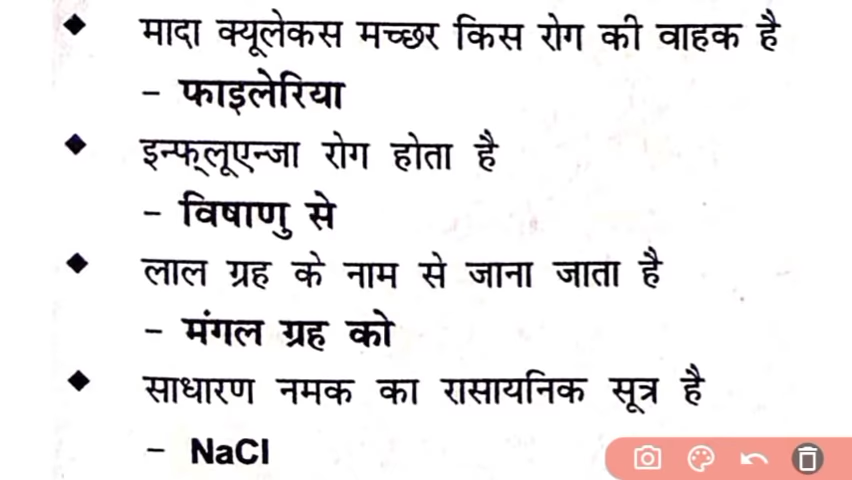 ◆ मादा क्यूलेकस मच्छर किस रोग की वाहक है
– फाइलेरिया
◆ इन्फ्लूएन्जा रोग होता है
– विषाणु से
◆ लाल ग्रह के नाम से जाना जाता है
– मंगल ग्रह को
◆ साधारण नमक का रासायनिक सूत्र है
– NaCl